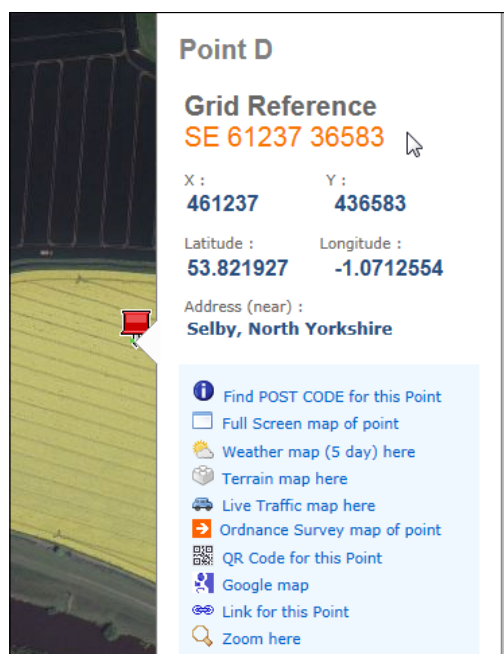 Point D
Grid Reference
SE 61237 36583
X : Y :
461237 436583
Latitude : Longitude :
53.821927 -1.0712554
Address (near) :
Selby, North Yorkshire
Find POST CODE for this Point
Full Screen map of point
Weather map (5 day) here
Terrain map here
Live Traffic map here
Ordnance Survey map of point
QR Code for this Point
Google map
Link for this Point
Zoom here